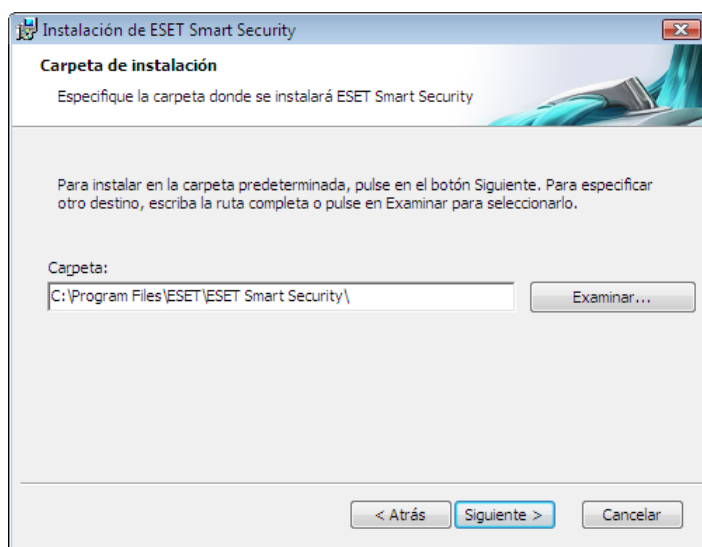 Instalación de ESET Smart Security
Carpeta de instalación
Especifique la carpeta donde se instalará ESET Smart Security
Para instalar en la carpeta predeterminada, pulse en el botón Siguiente. Para especificar
otro destino, escriba la ruta completa o pulse en Examinar para seleccionarlo.
Carpeta:
C:\Program Files\ESET\ESET Smart Security\
Examinar...
< Atrás
Siguiente >
Cancelar